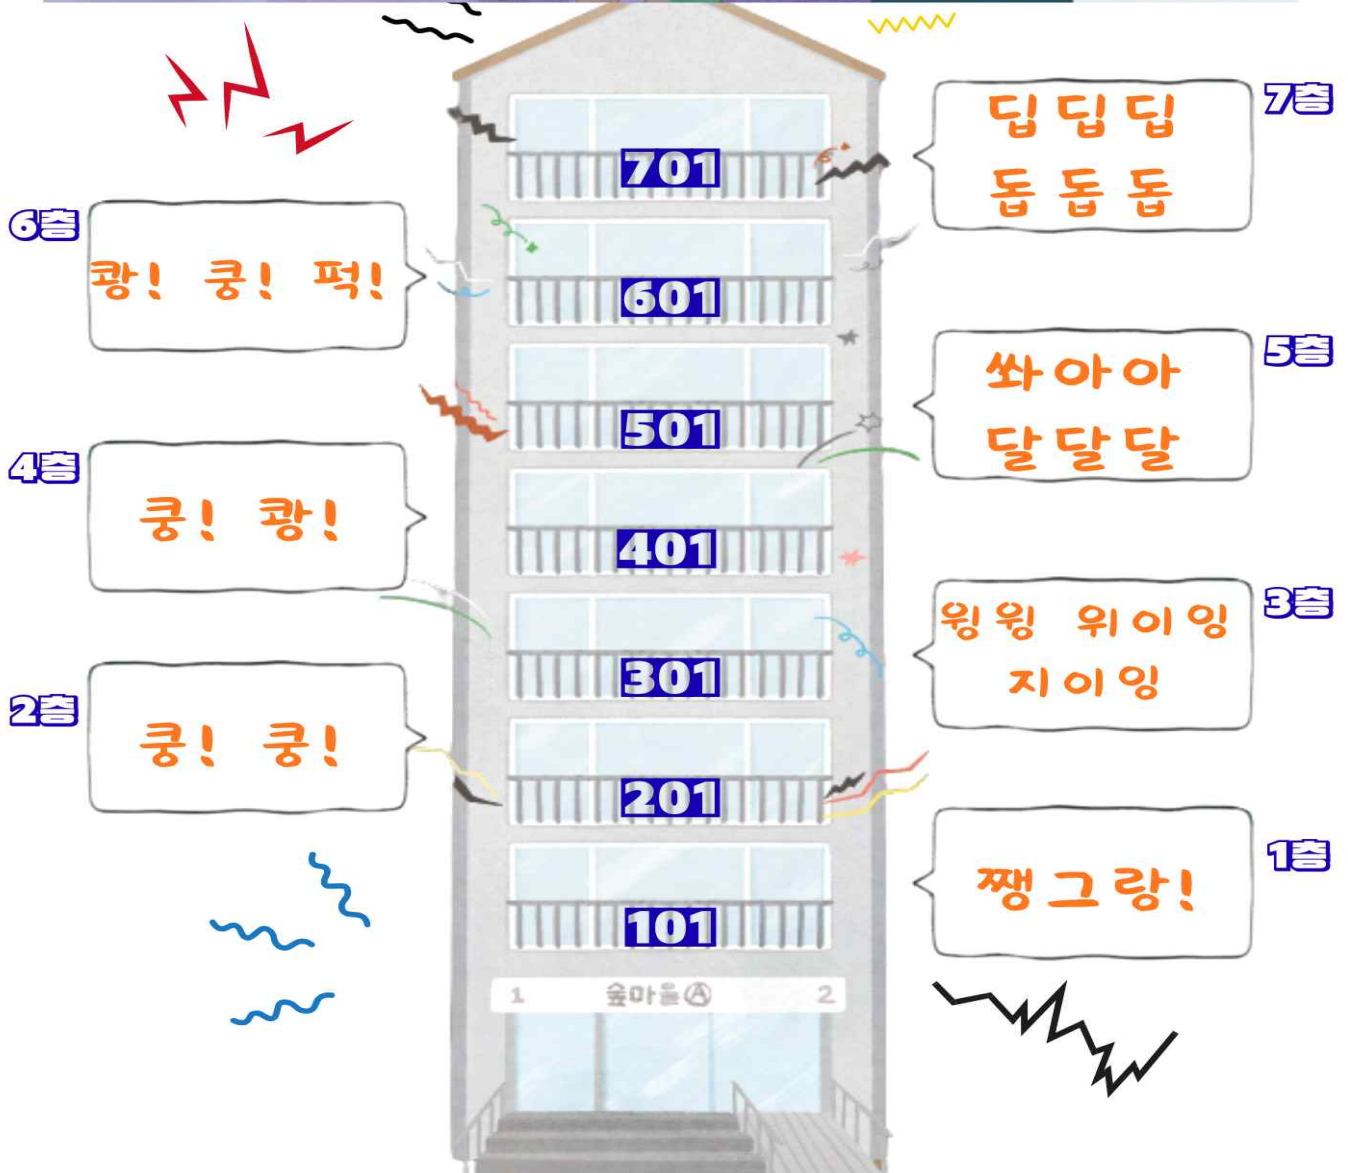 7층
딥 딥 딥
돕 돕 돕
701
6층
쾅! 쿵! 퍽!
601
5층
쏴 아 아
달 달 달
501
4층
쿵! 쾅!
401
3층
윙 윙 위 이 잉
지 이 잉
301
2층
쿵! 쿵!
201
1층
쨍 그 랑!
101
1 숲마을Ⓐ 2